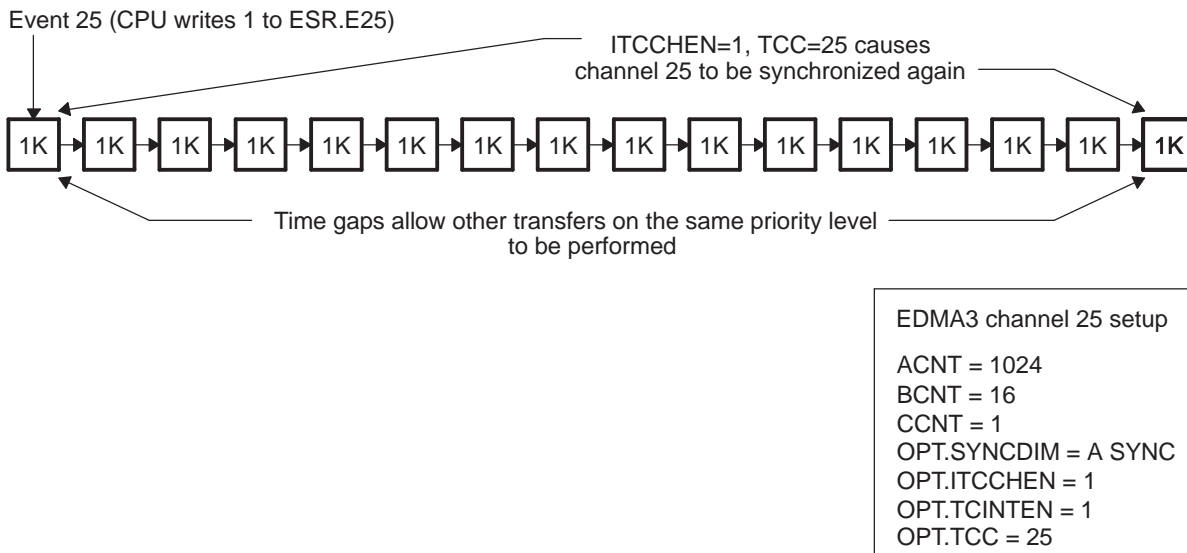 Event 25 (CPU writes 1 to ESR.E25)
ITCCHEN=1, TCC=25 causes
channel 25 to be synchronized again
1K 1K 1K 1K 1K 1K 1K 1K 1K 1K 1K 1K 1K 1K 1K 1K
Time gaps allow other transfers on the same priority level
to be performed
EDMA3 channel 25 setup
ACNT = 1024
BCNT = 16
CCNT = 1
OPT.SYNCDIM = A SYNC
OPT.ITCCHEN = 1
OPT.TCINTEN = 1
OPT.TCC = 25